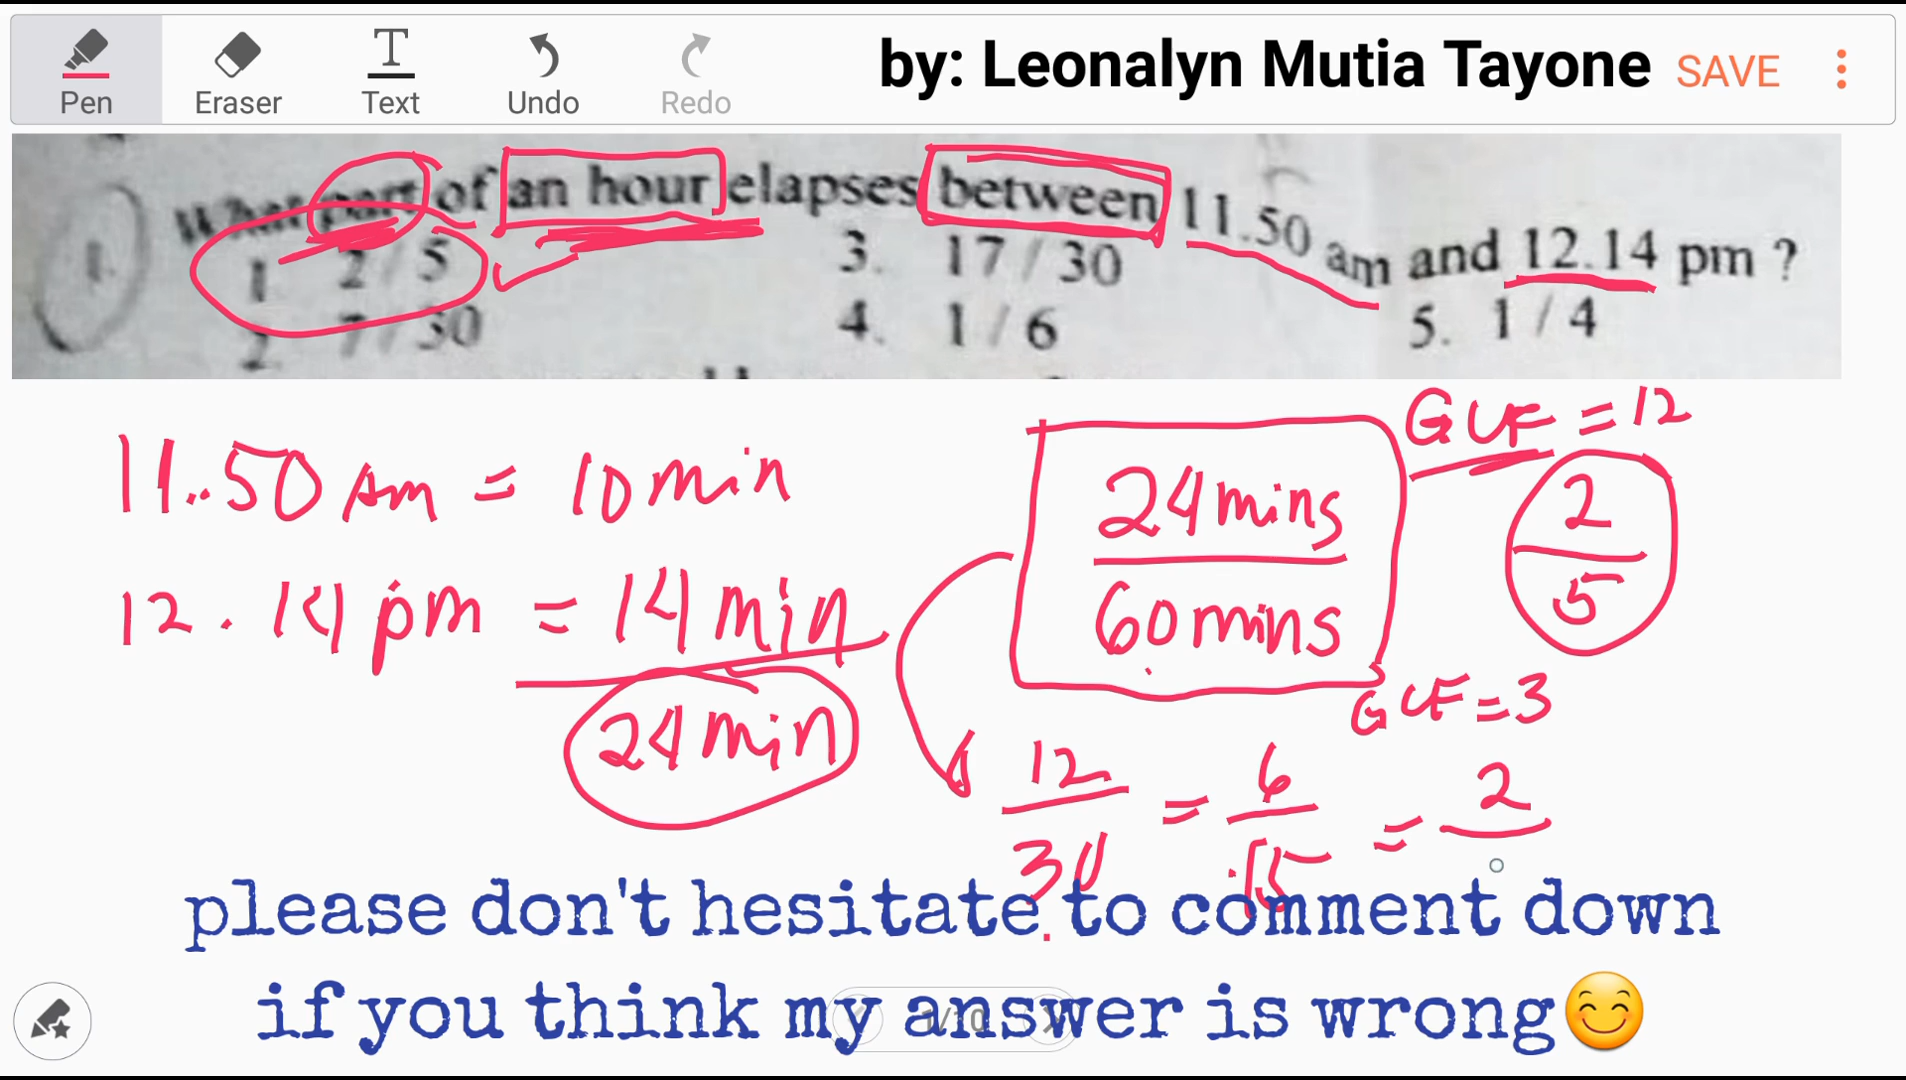 by: Leonalyn Mutia Tayone SAVE
Pen Eraser Text Undo Redo
1. What part of an hour elapses between 11.50 am and 12.14 pm ?
1 2 / 5 3. 17 / 30
2 7 / 30 4. 1 / 6 5. 1 / 4
GCF = 12
11..50 Am = 10 min
24 mins
60 mins
2
5
12.14 pm = 14 min
24 min
GCF = 3
12 = 6 = 2
30 15
please don't hesitate to comment down
if you think my answer is wrong
1/10